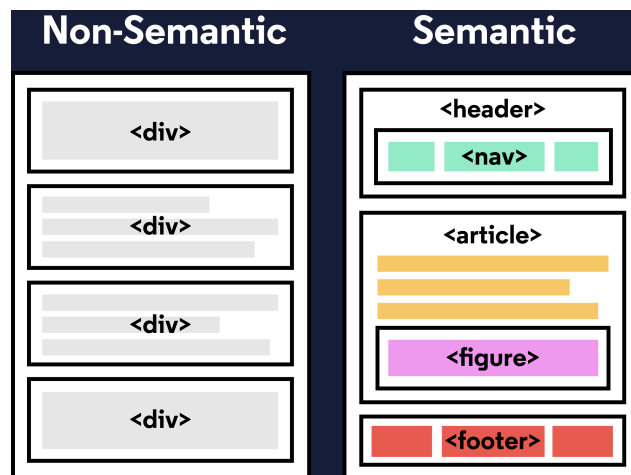 Non-Semantic
<div>
<div>
<div>
<div>
Semantic
<header>
<nav>
<article>
<figure>
<footer>